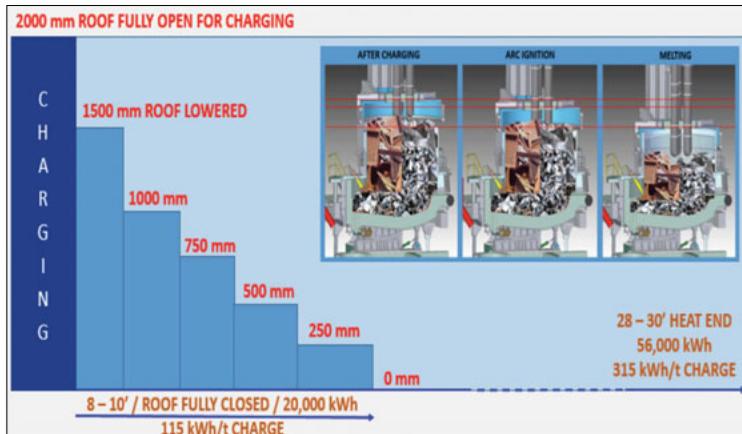 2000 mm ROOF FULLY OPEN FOR CHARGING
CHARGING
1500 mm ROOF LOWERED
1000 mm
750 mm
500 mm
250 mm
0 mm
AFTER CHARGING
ARC IGNITION
MELTING
28 – 30' HEAT END
56,000 kWh
315 kWh/t CHARGE
8 – 10' / ROOF FULLY CLOSED / 20,000 kWh
115 kWh/t CHARGE